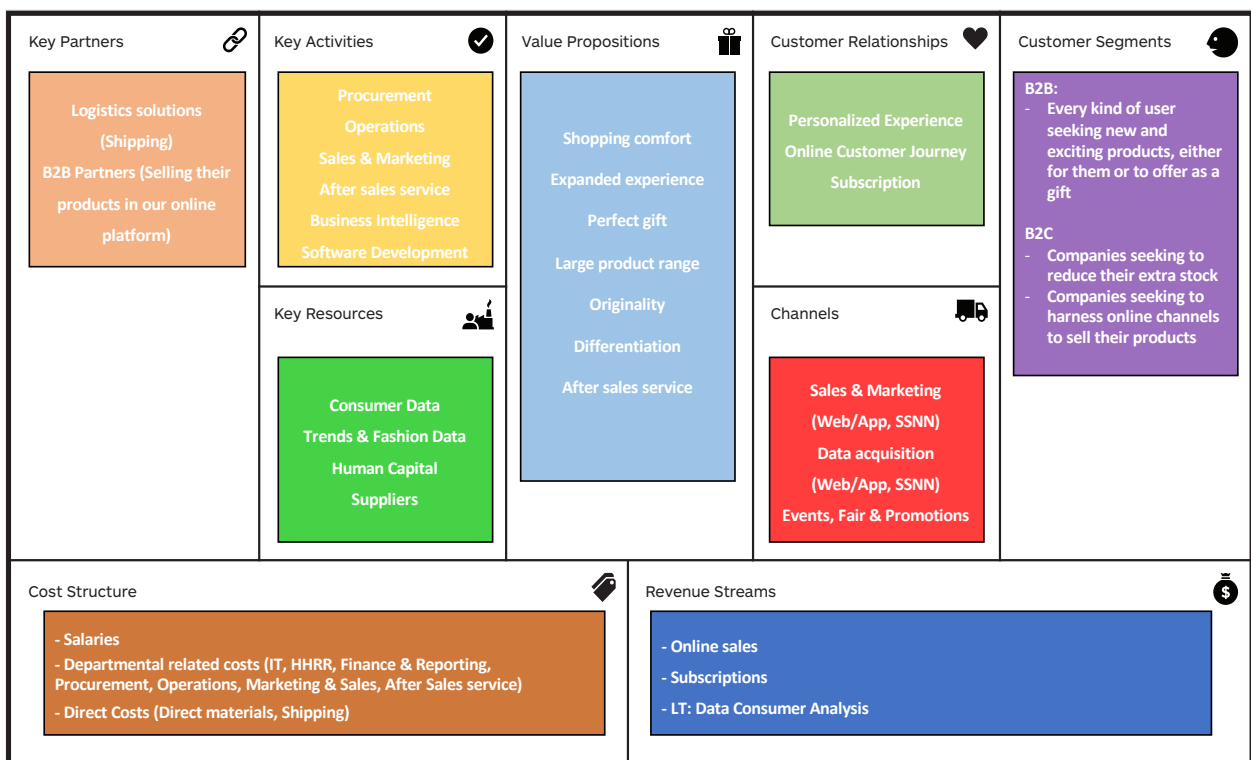 Key Partners
Logistics solutions
(Shipping)
B2B Partners (Selling their
products in our online
platform)
Key Activities
Procurement
Operations
Sales & Marketing
After sales service
Business Intelligence
Software Development
Key Resources
Consumer Data
Trends & Fashion Data
Human Capital
Suppliers
Value Propositions
Shopping comfort
Expanded experience
Perfect gift
Large product range
Originality
Differentiation
After sales service
Customer Relationships
Personalized Experience
Online Customer Journey
Subscription
Channels
Sales & Marketing
(Web/App, SSNN)
Data acquisition
(Web/App, SSNN)
Events, Fair & Promotions
Customer Segments
B2B:
- Every kind of user
seeking new and
exciting products, either
for them or to offer as a
gift
B2C
- Companies seeking to
reduce their extra stock
- Companies seeking to
harness online channels
to sell their products
Cost Structure
- Salaries
- Departmental related costs (IT, HHRR, Finance & Reporting,
Procurement, Operations, Marketing & Sales, After Sales service)
- Direct Costs (Direct materials, Shipping)
Revenue Streams
$
- Online sales
- Subscriptions
- LT: Data Consumer Analysis